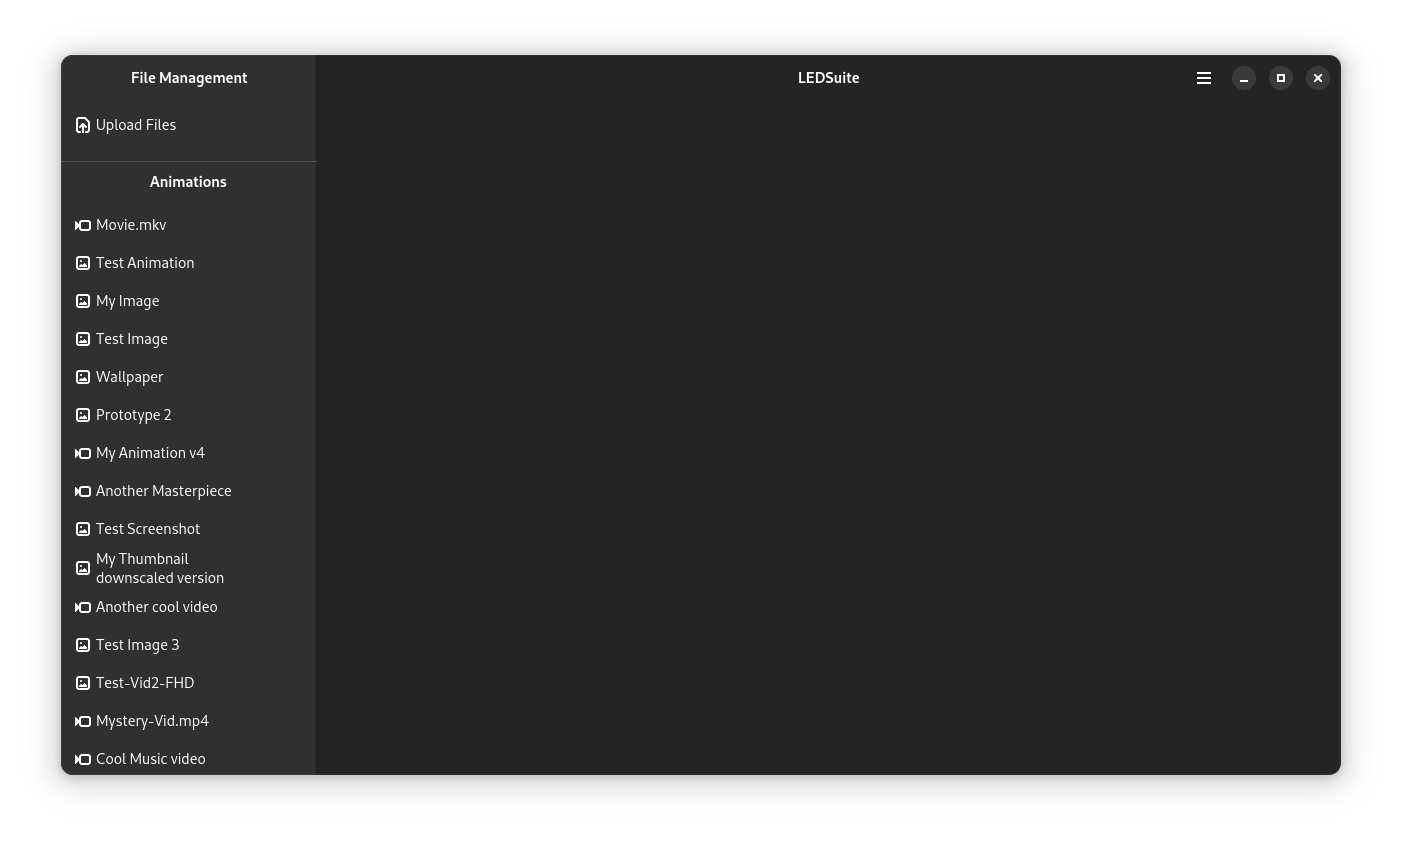 File Management
LEDSuite
Upload Files
Animations
Movie.mkv
Test Animation
My Image
Test Image
Wallpaper
Prototype 2
My Animation v4
Another Masterpiece
Test Screenshot
My Thumbnail
downscaled version
Another cool video
Test Image 3
Test-Vid2-FHD
Mystery-Vid.mp4
Cool Music video